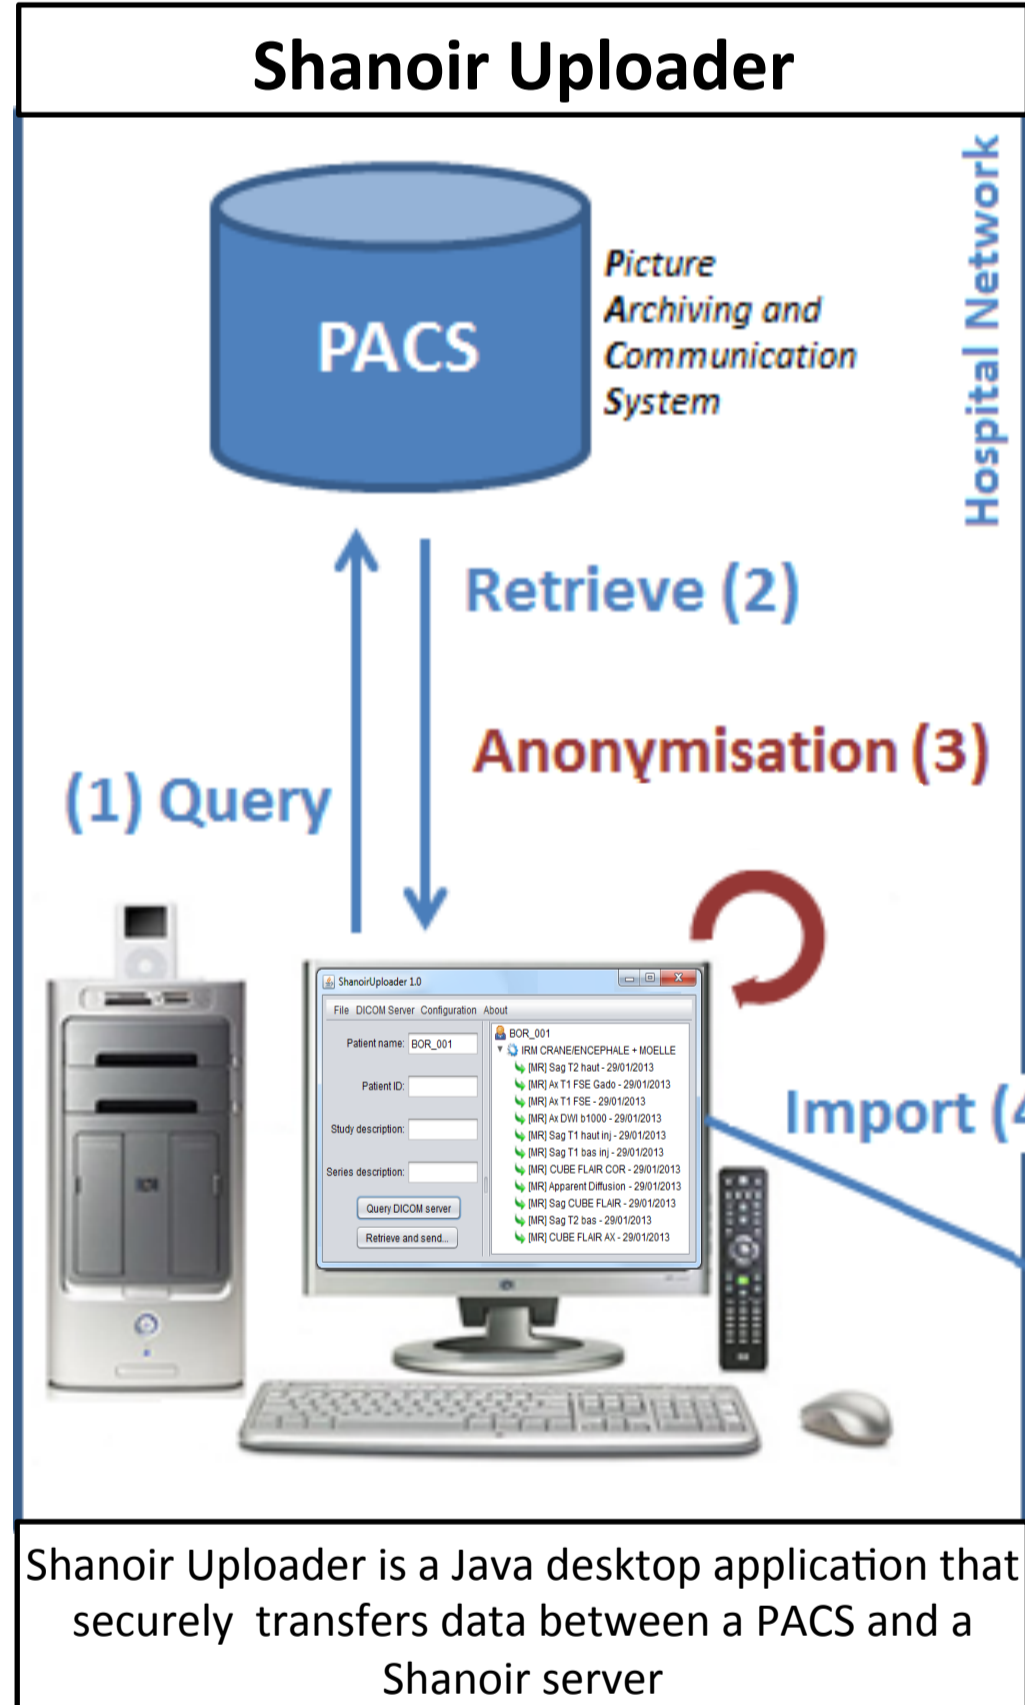 Shanoir Uploader
Hospital Network
PACS
Picture
Archiving and
Communication
System
Retrieve (2)
Anonymisation (3)
(1) Query
Import (4
ShanoirUploader 1.0
File DICOM Server Configuration About
Patient name: BOR_001
Patient ID:
Study description:
Series description:
Query DICOM server
Retrieve and send...
BOR_001
IRM CRANE/ENCEPHALE + MOELLE
[MR] Sag T2 haut - 29/01/2013
[MR] Ax T1 FSE Gado - 29/01/2013
[MR] Ax T1 FSE - 29/01/2013
[MR] Ax DWI b1000 - 29/01/2013
[MR] Sag T1 haut inj - 29/01/2013
[MR] Sag T1 bas inj - 29/01/2013
[MR] CUBE FLAIR COR - 29/01/2013
[MR] Apparent Diffusion - 29/01/2013
[MR] Sag CUBE FLAIR - 29/01/2013
[MR] Sag T2 bas - 29/01/2013
[MR] CUBE FLAIR AX - 29/01/2013
Shanoir Uploader is a Java desktop application that
securely transfers data between a PACS and a
Shanoir server